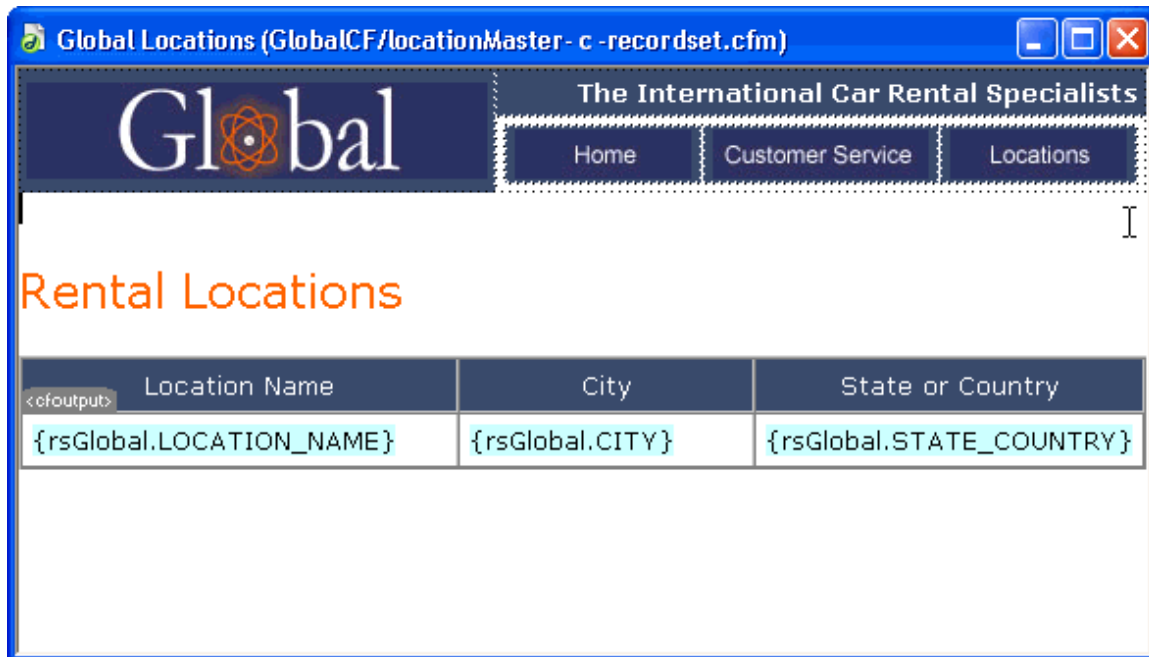 Global Locations (GlobalCF/locationMaster- c -recordset.cfm)
Global
The International Car Rental Specialists
Home Customer Service Locations
Rental Locations
Location Name City State or Country
<cfoutput>
{rsGlobal.LOCATION_NAME} {rsGlobal.CITY} {rsGlobal.STATE_COUNTRY}